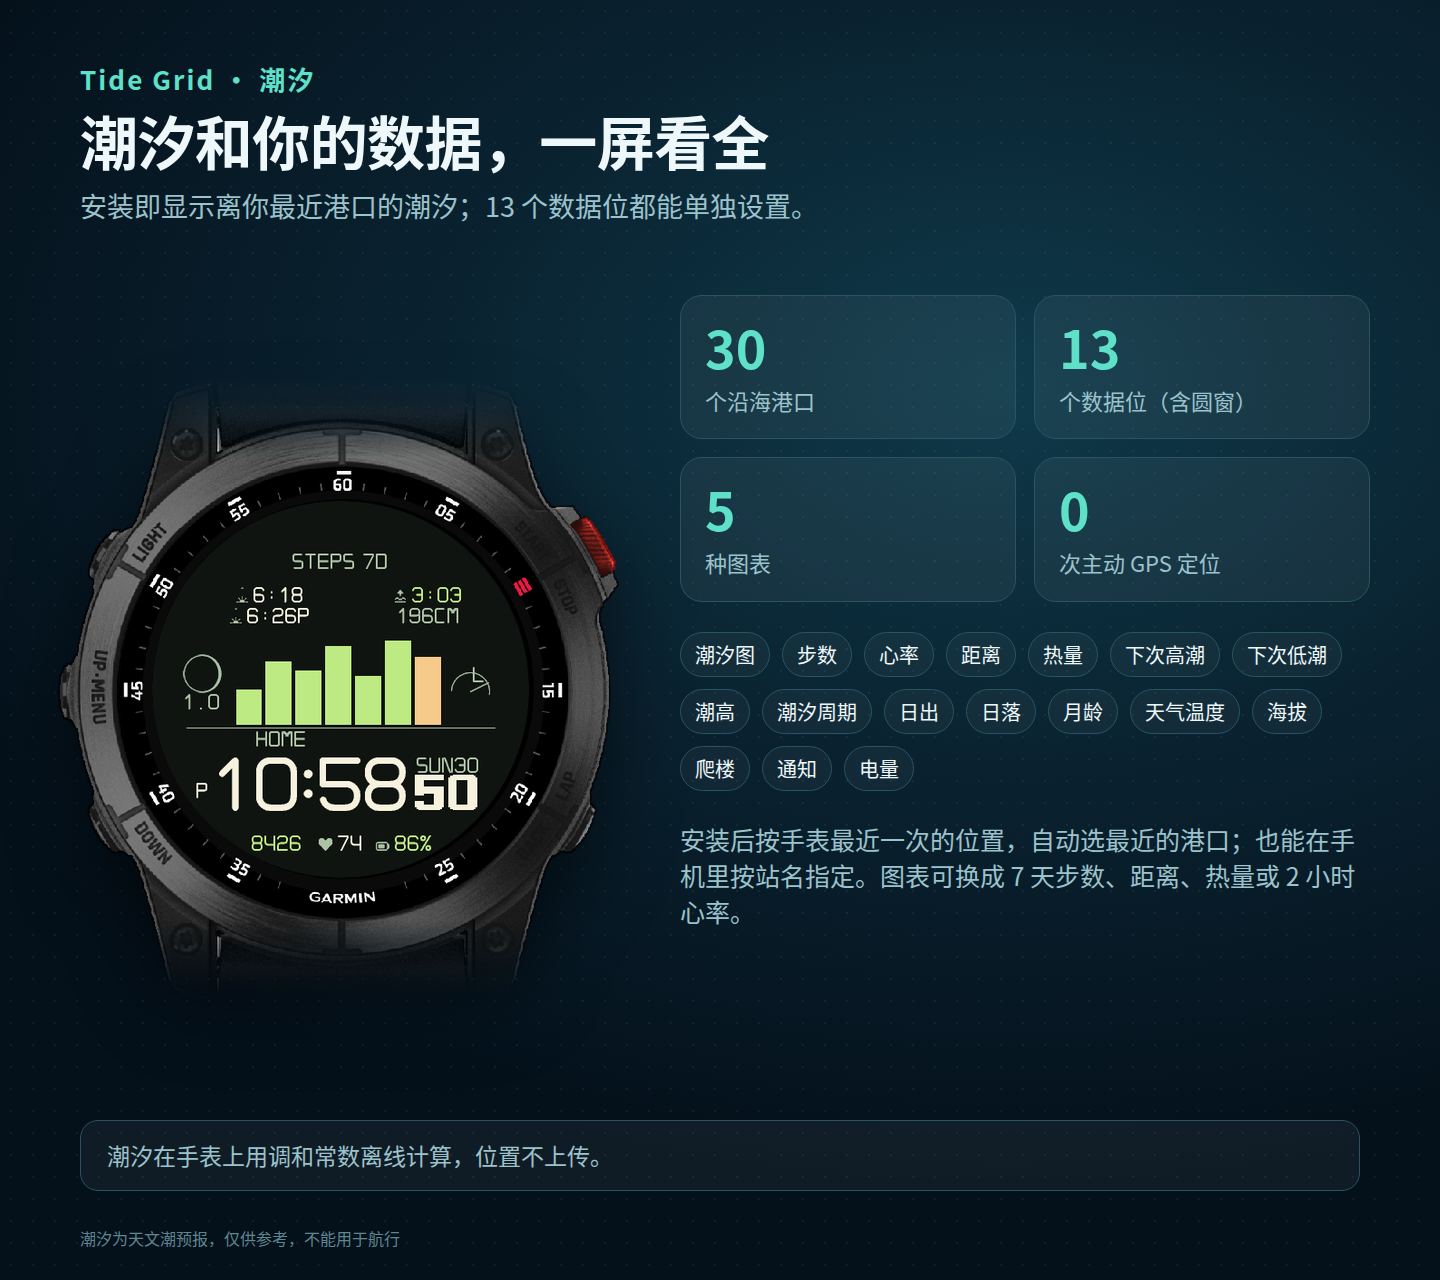 Tide Grid · 潮汐
潮汐和你的数据，一屏看全
安装即显示离你最近港口的潮汐；13 个数据位都能单独设置。
30
个沿海港口
13
个数据位（含圆窗）
5
种图表
0
次主动 GPS 定位
潮汐图 步数 心率 距离 热量 下次高潮 下次低潮
潮高 潮汐周期 日出 日落 月龄 天气温度 海拔
爬楼 通知 电量
安装后按手表最近一次的位置，自动选最近的港口；也能在手
机里按站名指定。图表可换成 7 天步数、距离、热量或 2 小时
心率。
60
55
05
50
45
15
40
20
35
25
LIGHT
START
STOP
UP·MENU
DOWN
LAP
STEPS 7D
6:18
3:03
6:26P
196CM
1.0
HOME
P 10:58 SUN30
50
8426 74 86%
GARMIN
潮汐在手表上用调和常数离线计算，位置不上传。
潮汐为天文潮预报，仅供参考，不能用于航行